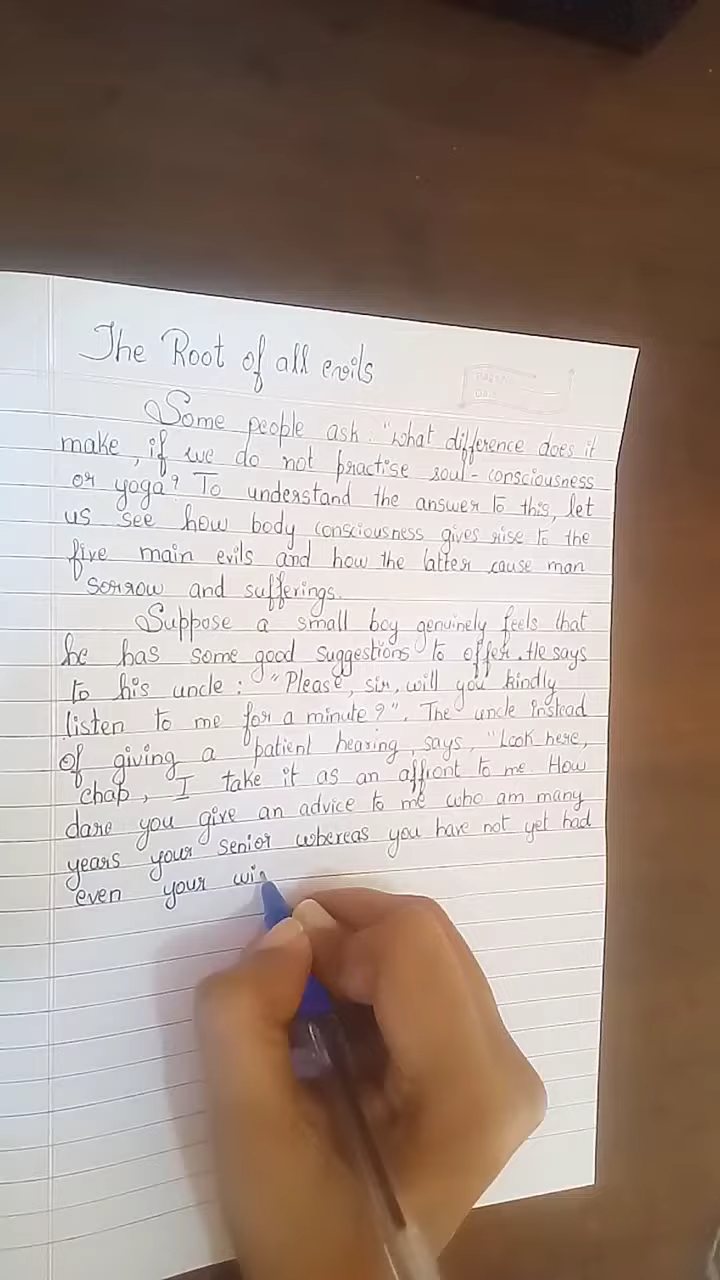 The Root of all evils
Some people ask "what difference does it
make, if we do not practise soul-consciousness
or yoga? To understand the answer to this, let
us see how body consciousness gives rise to the
five main evils and how the latter cause man
sorrow and sufferings.
Suppose a small boy genuinely feels that
he has some good suggestions to offer. He says
to his uncle: "Please, sir, will you kindly
listen to me for a minute?". The uncle instead
of giving a patient hearing, says, "Look here,
chap, I take it as an affront to me. How
dare you give an advice to me who am many
years your senior whereas you have not yet had
even your wi